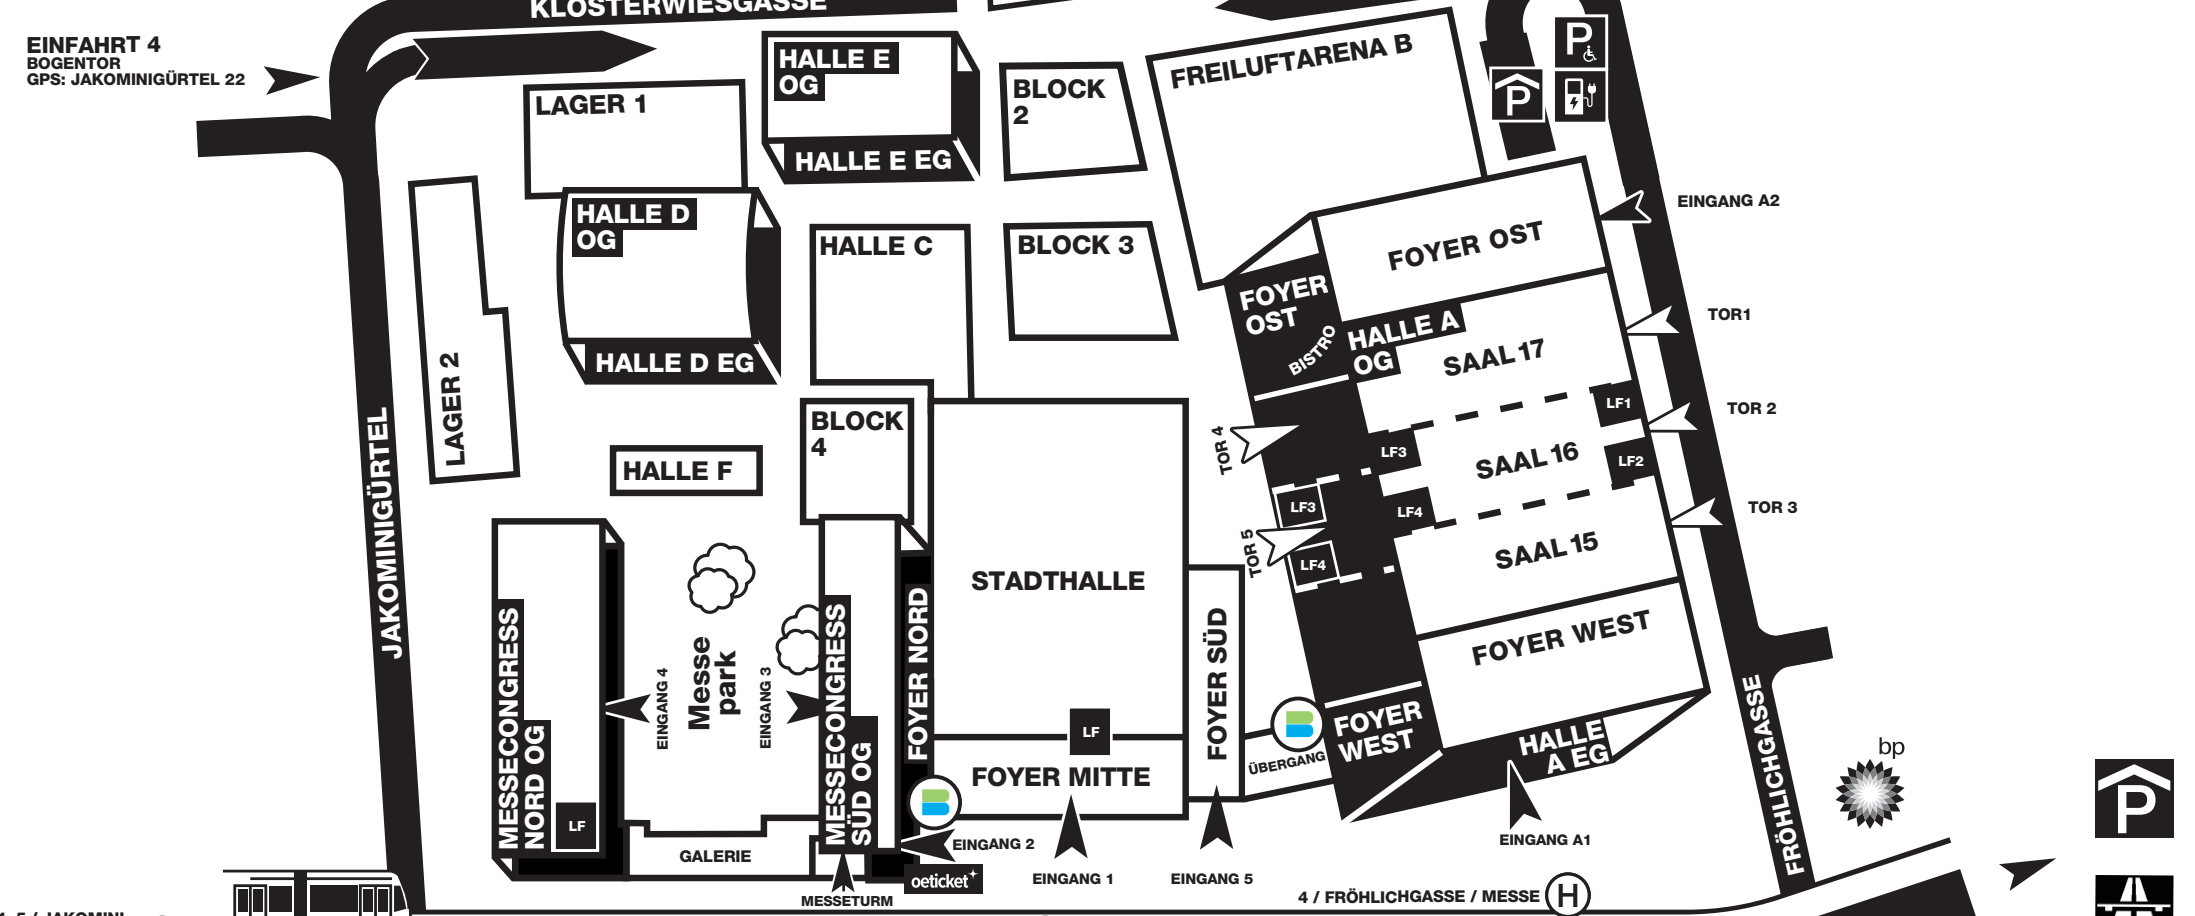 KLOSTERWIESGASSE
EINFAHRT 4
BOGENTOR
GPS: JAKOMINIGÜRTEL 22
LAGER 1
HALLE E
OG
HALLE E EG
BLOCK
2
FREILUFTARENA B
P
P
EINGANG A2
LAGER 2
HALLE D
OG
HALLE D EG
HALLE C
BLOCK 3
FOYER OST
FOYER
OST
BISTRO
HALLE A
OG
SAAL 17
TOR1
JAKOMINIGÜRTEL
HALLE F
BLOCK
4
TOR 4
LF3
LF1
TOR 2
SAAL 16
LF2
LF3
LF4
TOR 3
TOR 5
LF4
SAAL 15
STADTHALLE
MESSECONGRESS
NORD OG
LF
EINGANG 4
Messe
park
EINGANG 3
MESSECONGRESS
SÜD OG
FOYER NORD
LF
FOYER MITTE
FOYER SÜD
ÜBERGANG
FOYER
WEST
FOYER WEST
HALLE
A EG
FRÖHLICHGASSE
bp
P
GALERIE
EINGANG 2
oeticket
MESSETURM
EINGANG 1
EINGANG 5
EINGANG A1
4 / FRÖHLICHGASSE / MESSE
H